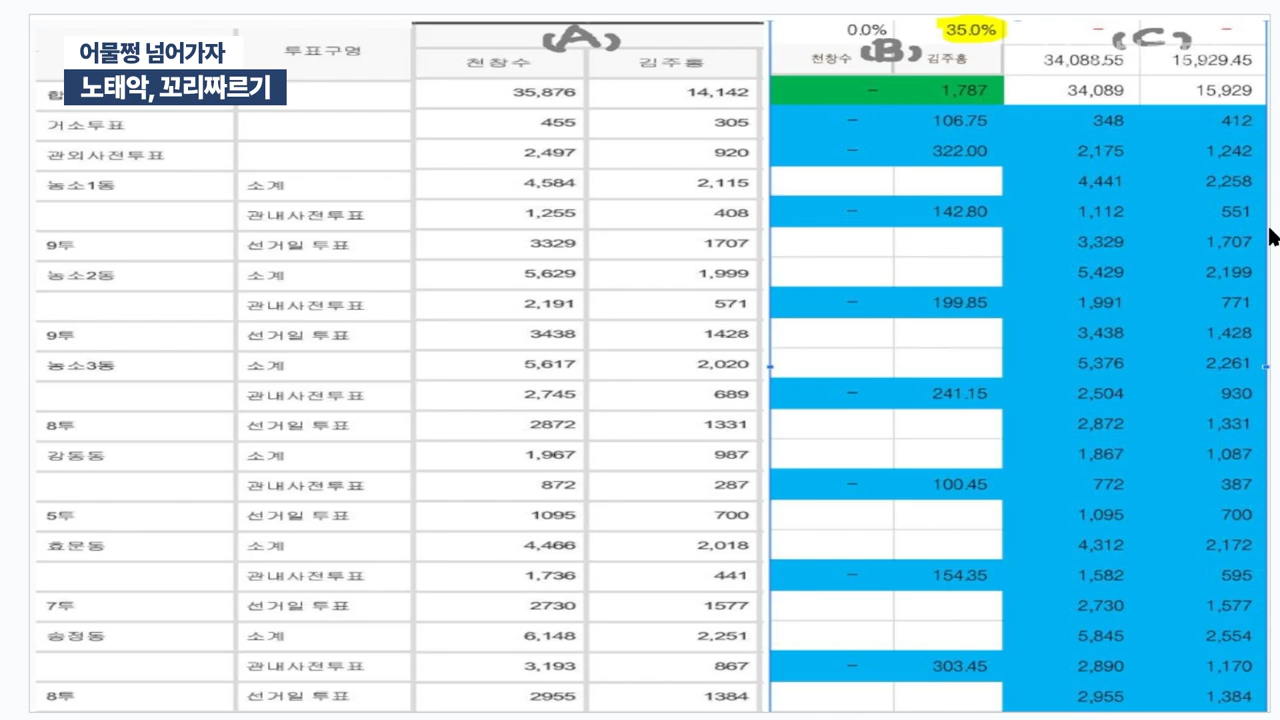 어물쩡 넘어가자
노태악, 꼬리짜르기
투표구명 (A) 0.0% 35.0% – –
천창수 김주홍 천창수 (B) 김주홍 (C) 34,088.55 15,929.45
합 35,876 14,142 – 1,787 34,089 15,929
거소투표 455 305 – 106.75 348 412
관외사전투표 2,497 920 – 322.00 2,175 1,242
농소1동 소계 4,584 2,115 4,441 2,258
관내사전투표 1,255 408 – 142.80 1,112 551
9투 선거일 투표 3329 1707 3,329 1,707
농소2동 소계 5,629 1,999 5,429 2,199
관내사전투표 2,191 571 – 199.85 1,991 771
9투 선거일 투표 3438 1428 3,438 1,428
농소3동 소계 5,617 2,020 5,376 2,261
관내사전투표 2,745 689 – 241.15 2,504 930
8투 선거일 투표 2872 1331 2,872 1,331
강동동 소계 1,967 987 1,867 1,087
관내사전투표 872 287 – 100.45 772 387
5투 선거일 투표 1095 700 1,095 700
효문동 소계 4,466 2,018 4,312 2,172
관내사전투표 1,736 441 – 154.35 1,582 595
7투 선거일 투표 2730 1577 2,730 1,577
송정동 소계 6,148 2,251 5,845 2,554
관내사전투표 3,193 867 – 303.45 2,890 1,170
8투 선거일 투표 2955 1384 2,955 1,384